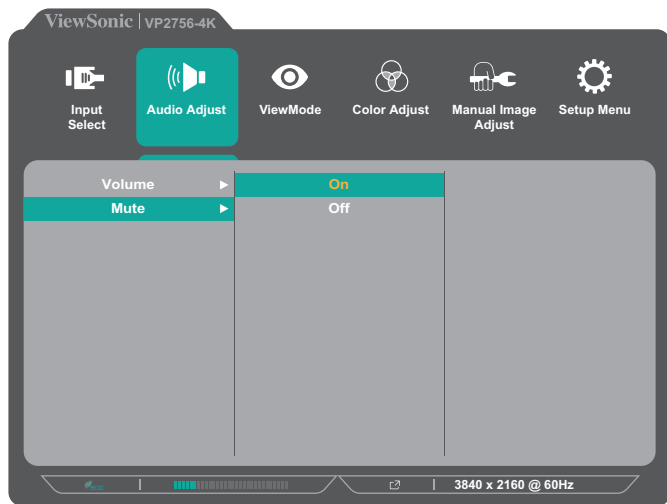 ViewSonic | VP2756-4K
Input
Select
Audio Adjust
ViewMode
Color Adjust
Manual Image
Adjust
Setup Menu
Volume
On
Mute
Off
3840 x 2160 @ 60Hz